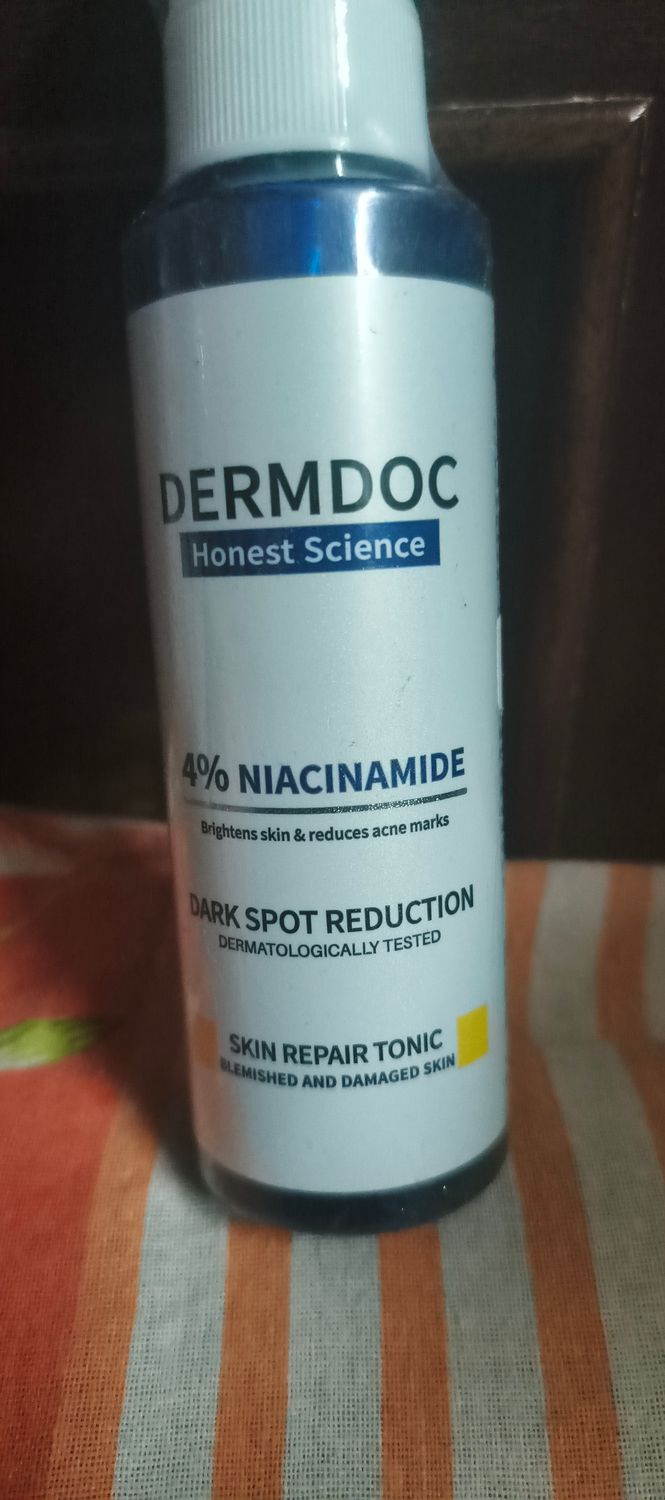 DERMDOC
Honest Science
4% NIACINAMIDE
Brightens skin & reduces acne marks
DARK SPOT REDUCTION
DERMATOLOGICALLY TESTED
SKIN REPAIR TONIC
BLEMISHED AND DAMAGED SKIN